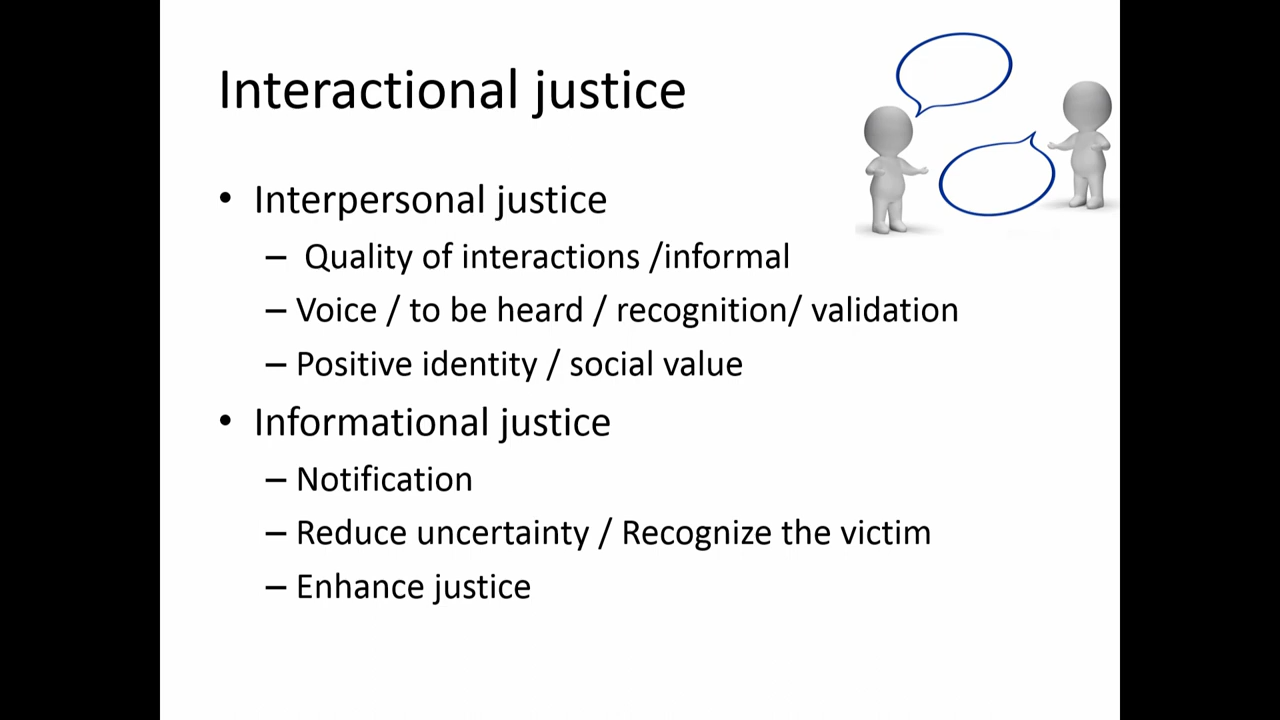 Interactional justice
• Interpersonal justice
– Quality of interactions /informal
– Voice / to be heard / recognition/ validation
– Positive identity / social value
• Informational justice
– Notification
– Reduce uncertainty / Recognize the victim
– Enhance justice